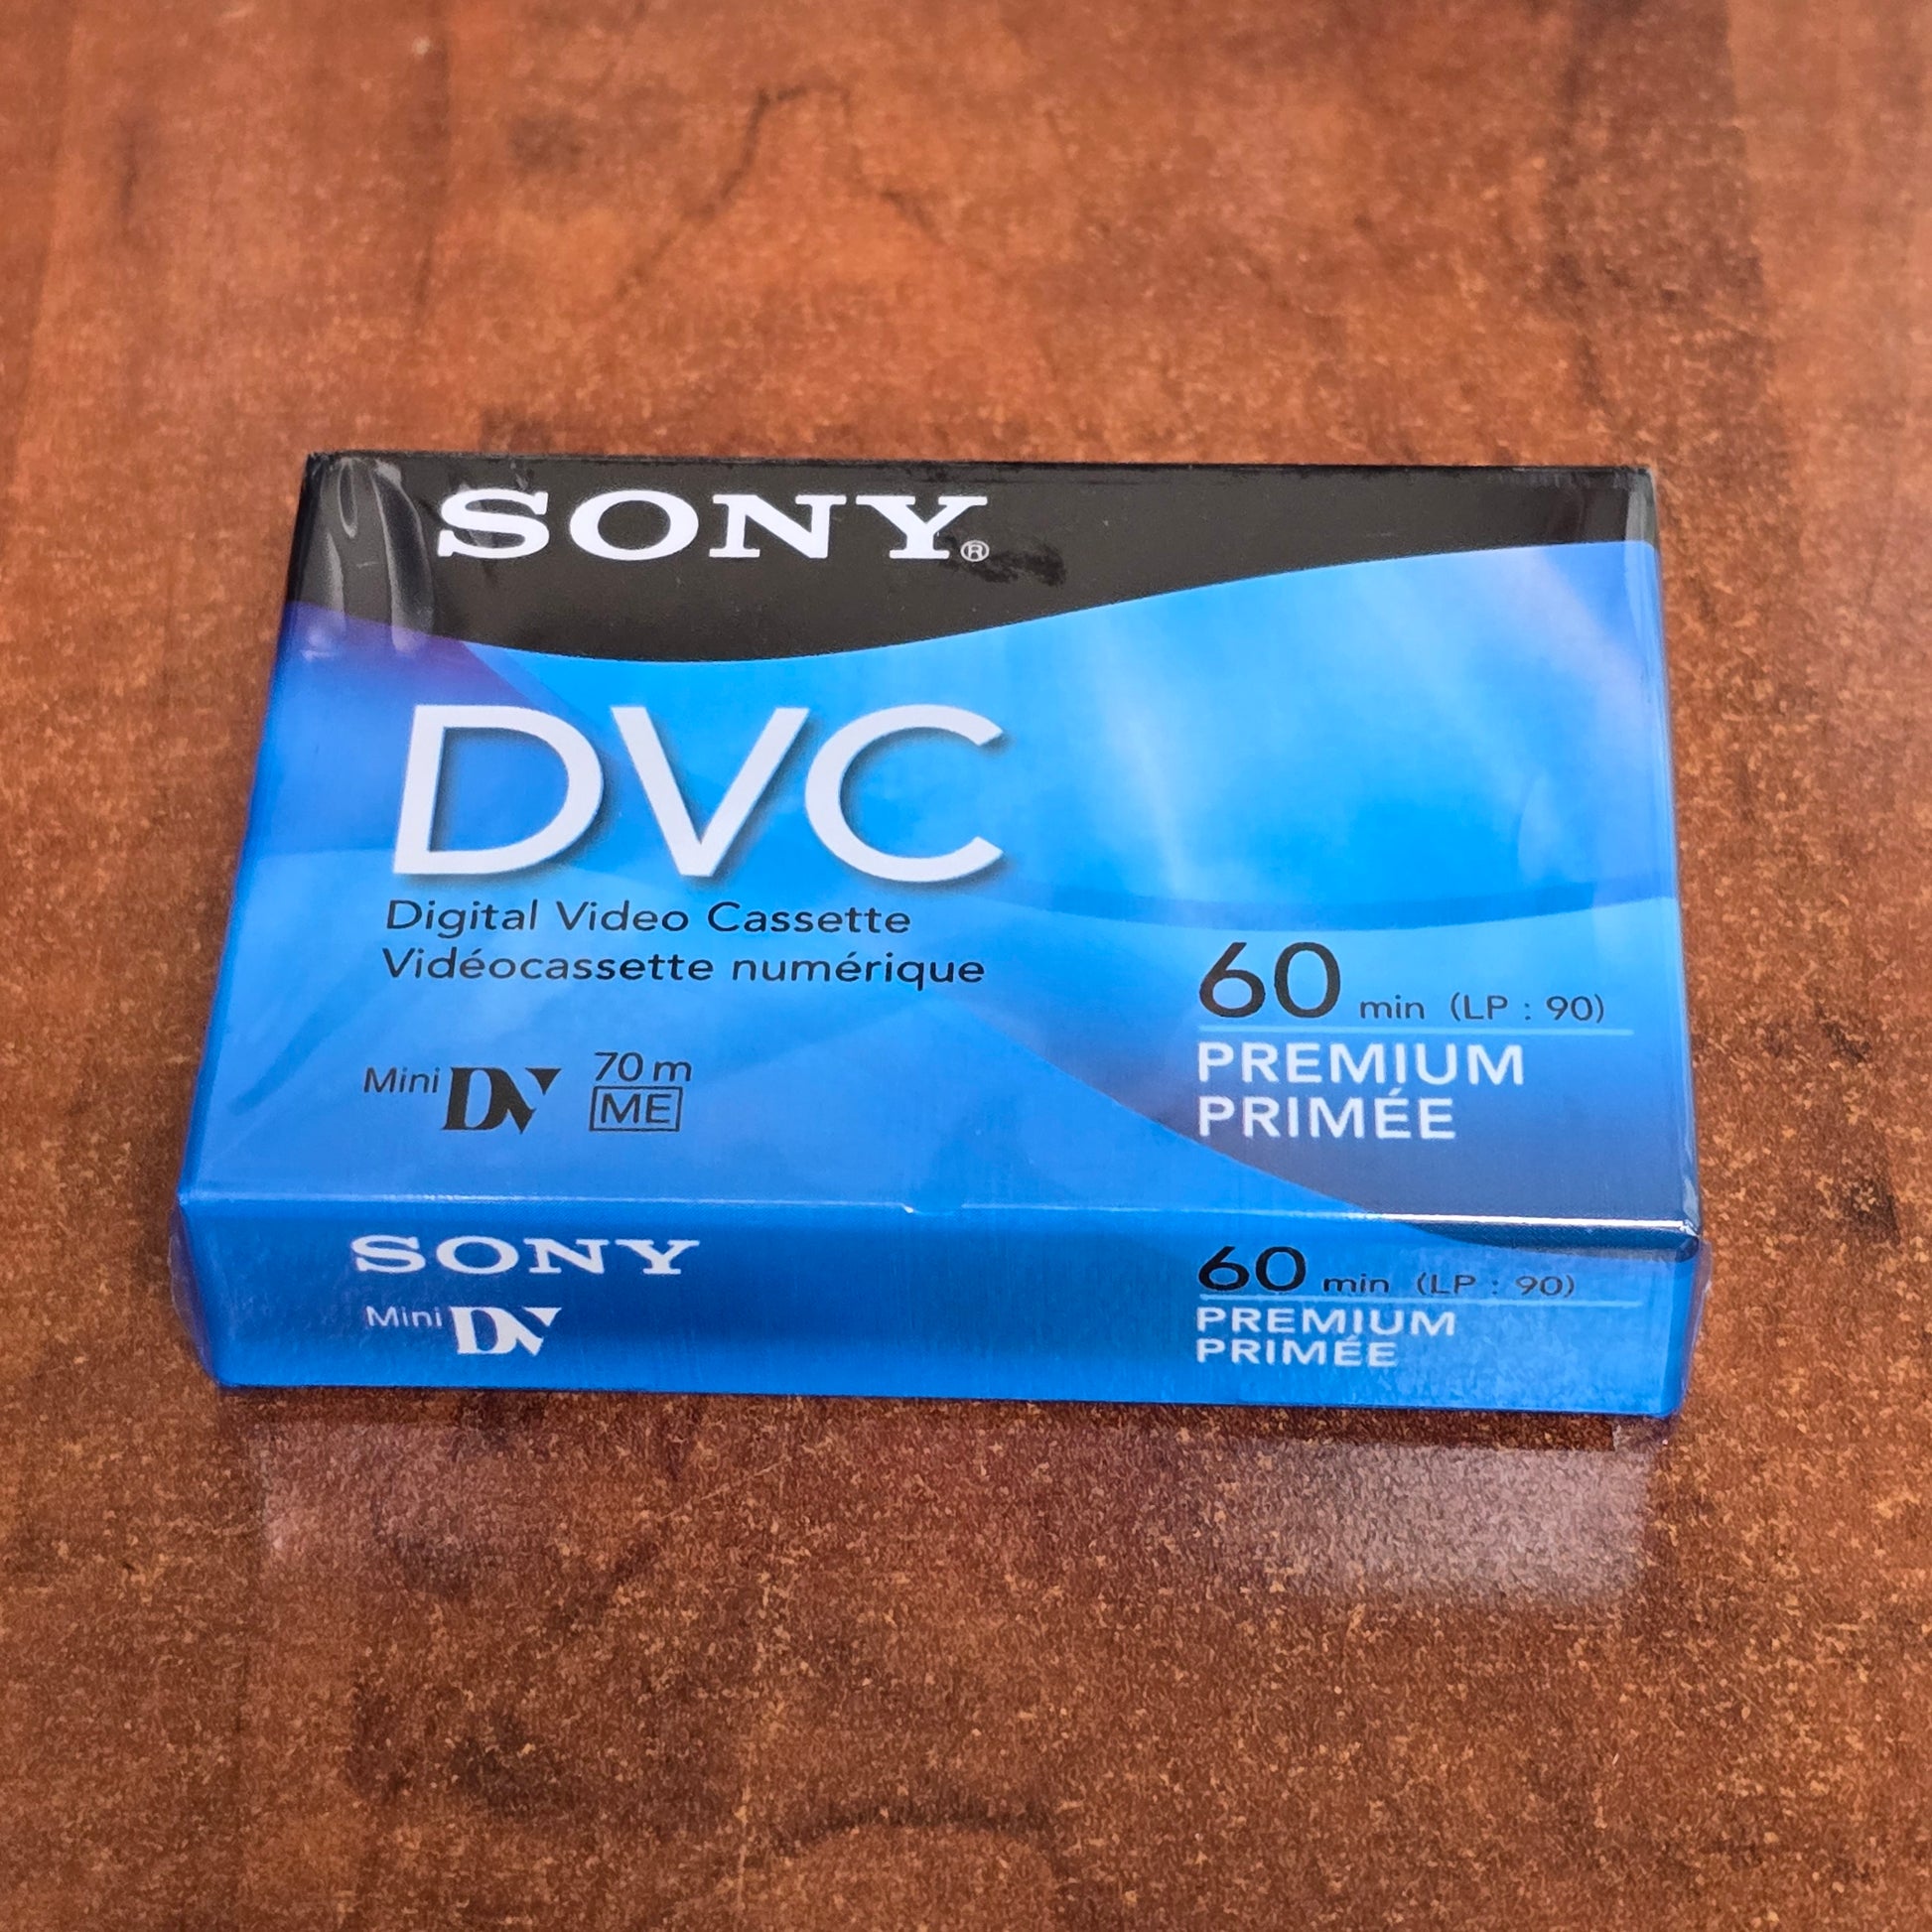 SONY®
DVC
Digital Video Cassette
Vidéocassette numérique
60 min (LP : 90)
PREMIUM
PRIMÉE
Mini DV 70 m
ME
SONY
Mini DV
60 min (LP : 90)
PREMIUM
PRIMÉE